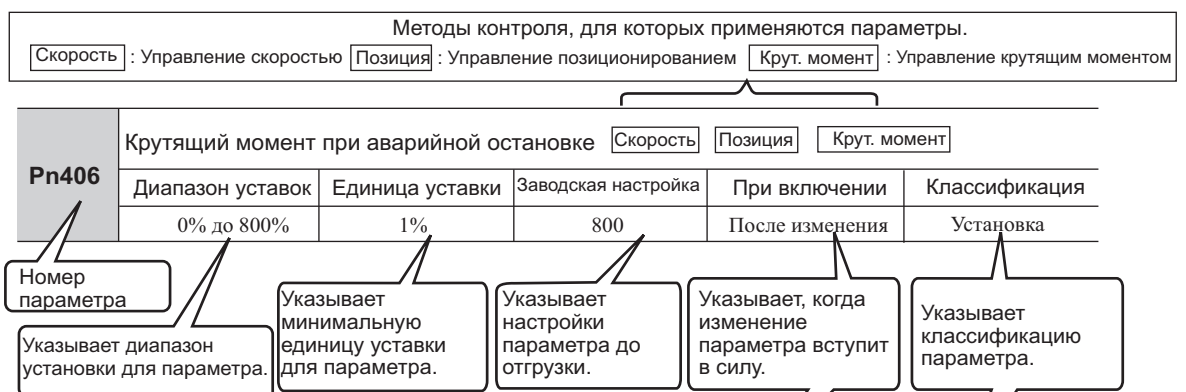 Методы контроля, для которых применяются параметры.
Скорость : Управление скоростью Позиция : Управление позиционированием Крут. момент : Управление крутящим моментом
Pn406
Крутящий момент при аварийной остановке Скорость Позиция Крут. момент
Диапазон уставок Единица уставки Заводская настройка При включении Классификация
0% до 800% 1% 800 После изменения Установка
Номер
параметра
Указывает диапазон
установки для параметра.
Указывает
минимальную
единицу уставки
для параметра.
Указывает
настройки
параметра до
отгрузки.
Указывает, когда
изменение
параметра вступит
в силу.
Указывает
классификацию
параметра.